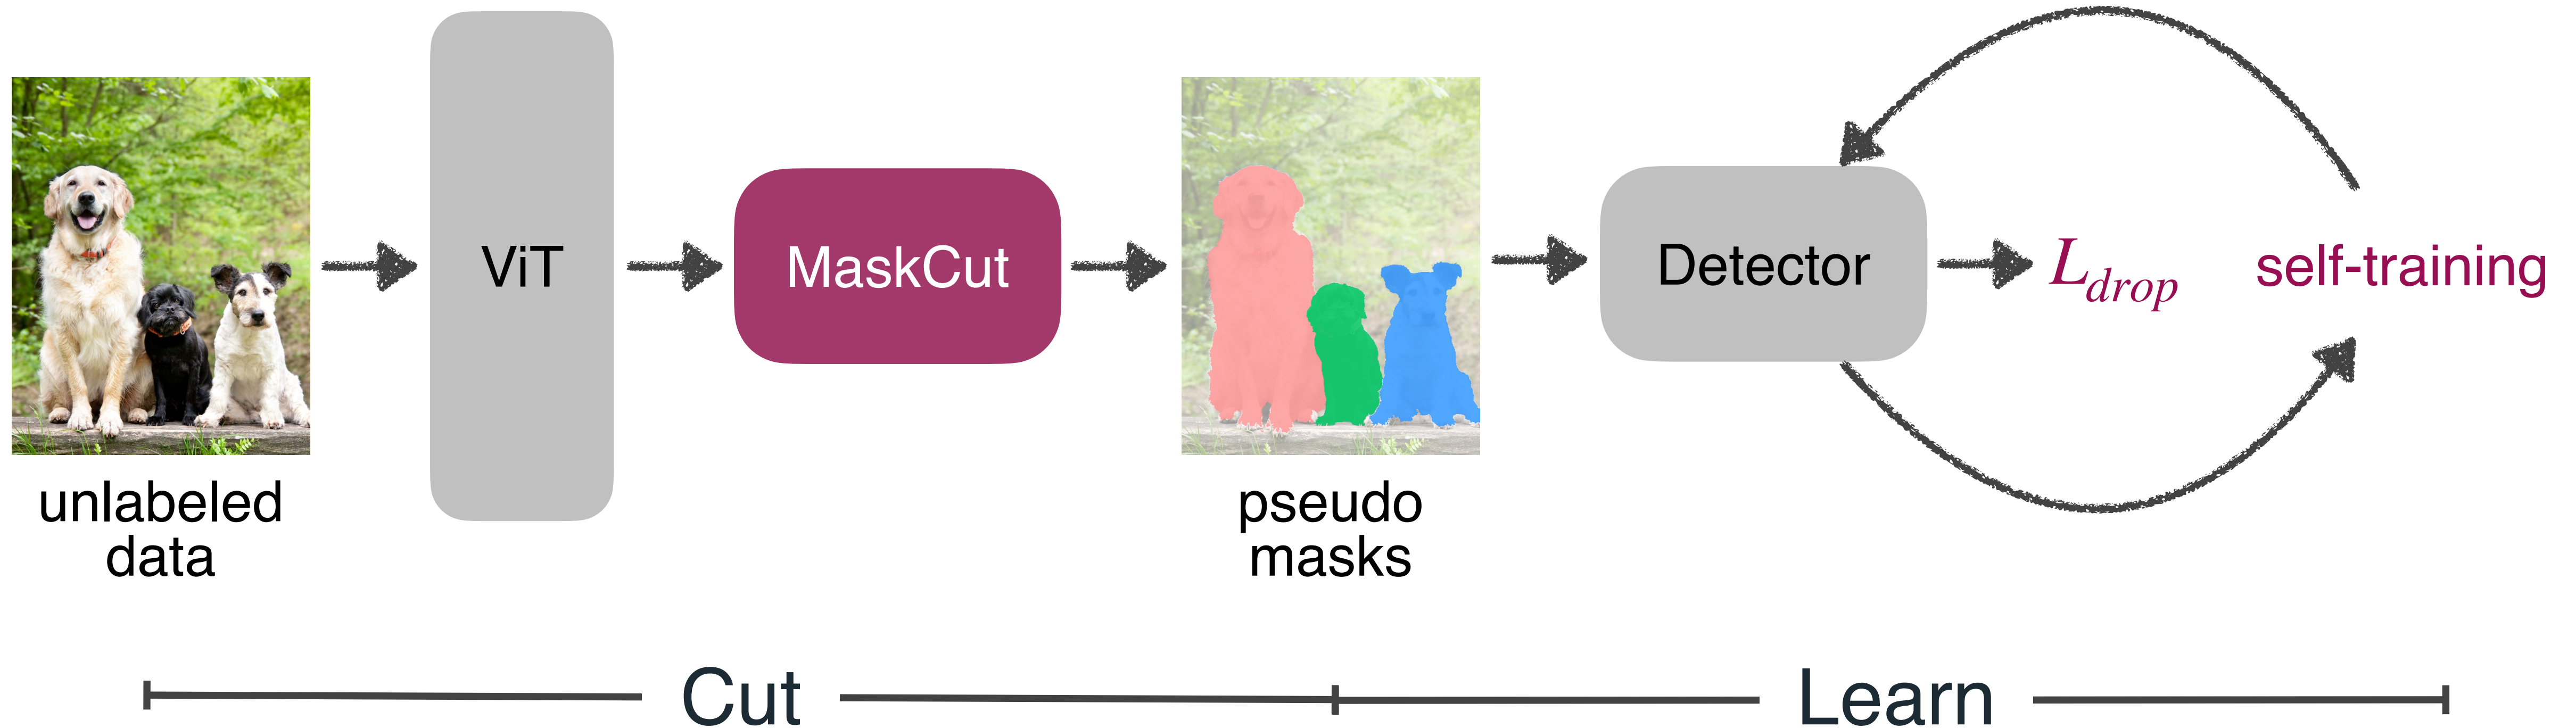 ViT
MaskCut
Detector
L_drop
self-training
unlabeled
data
pseudo
masks
Cut
Learn